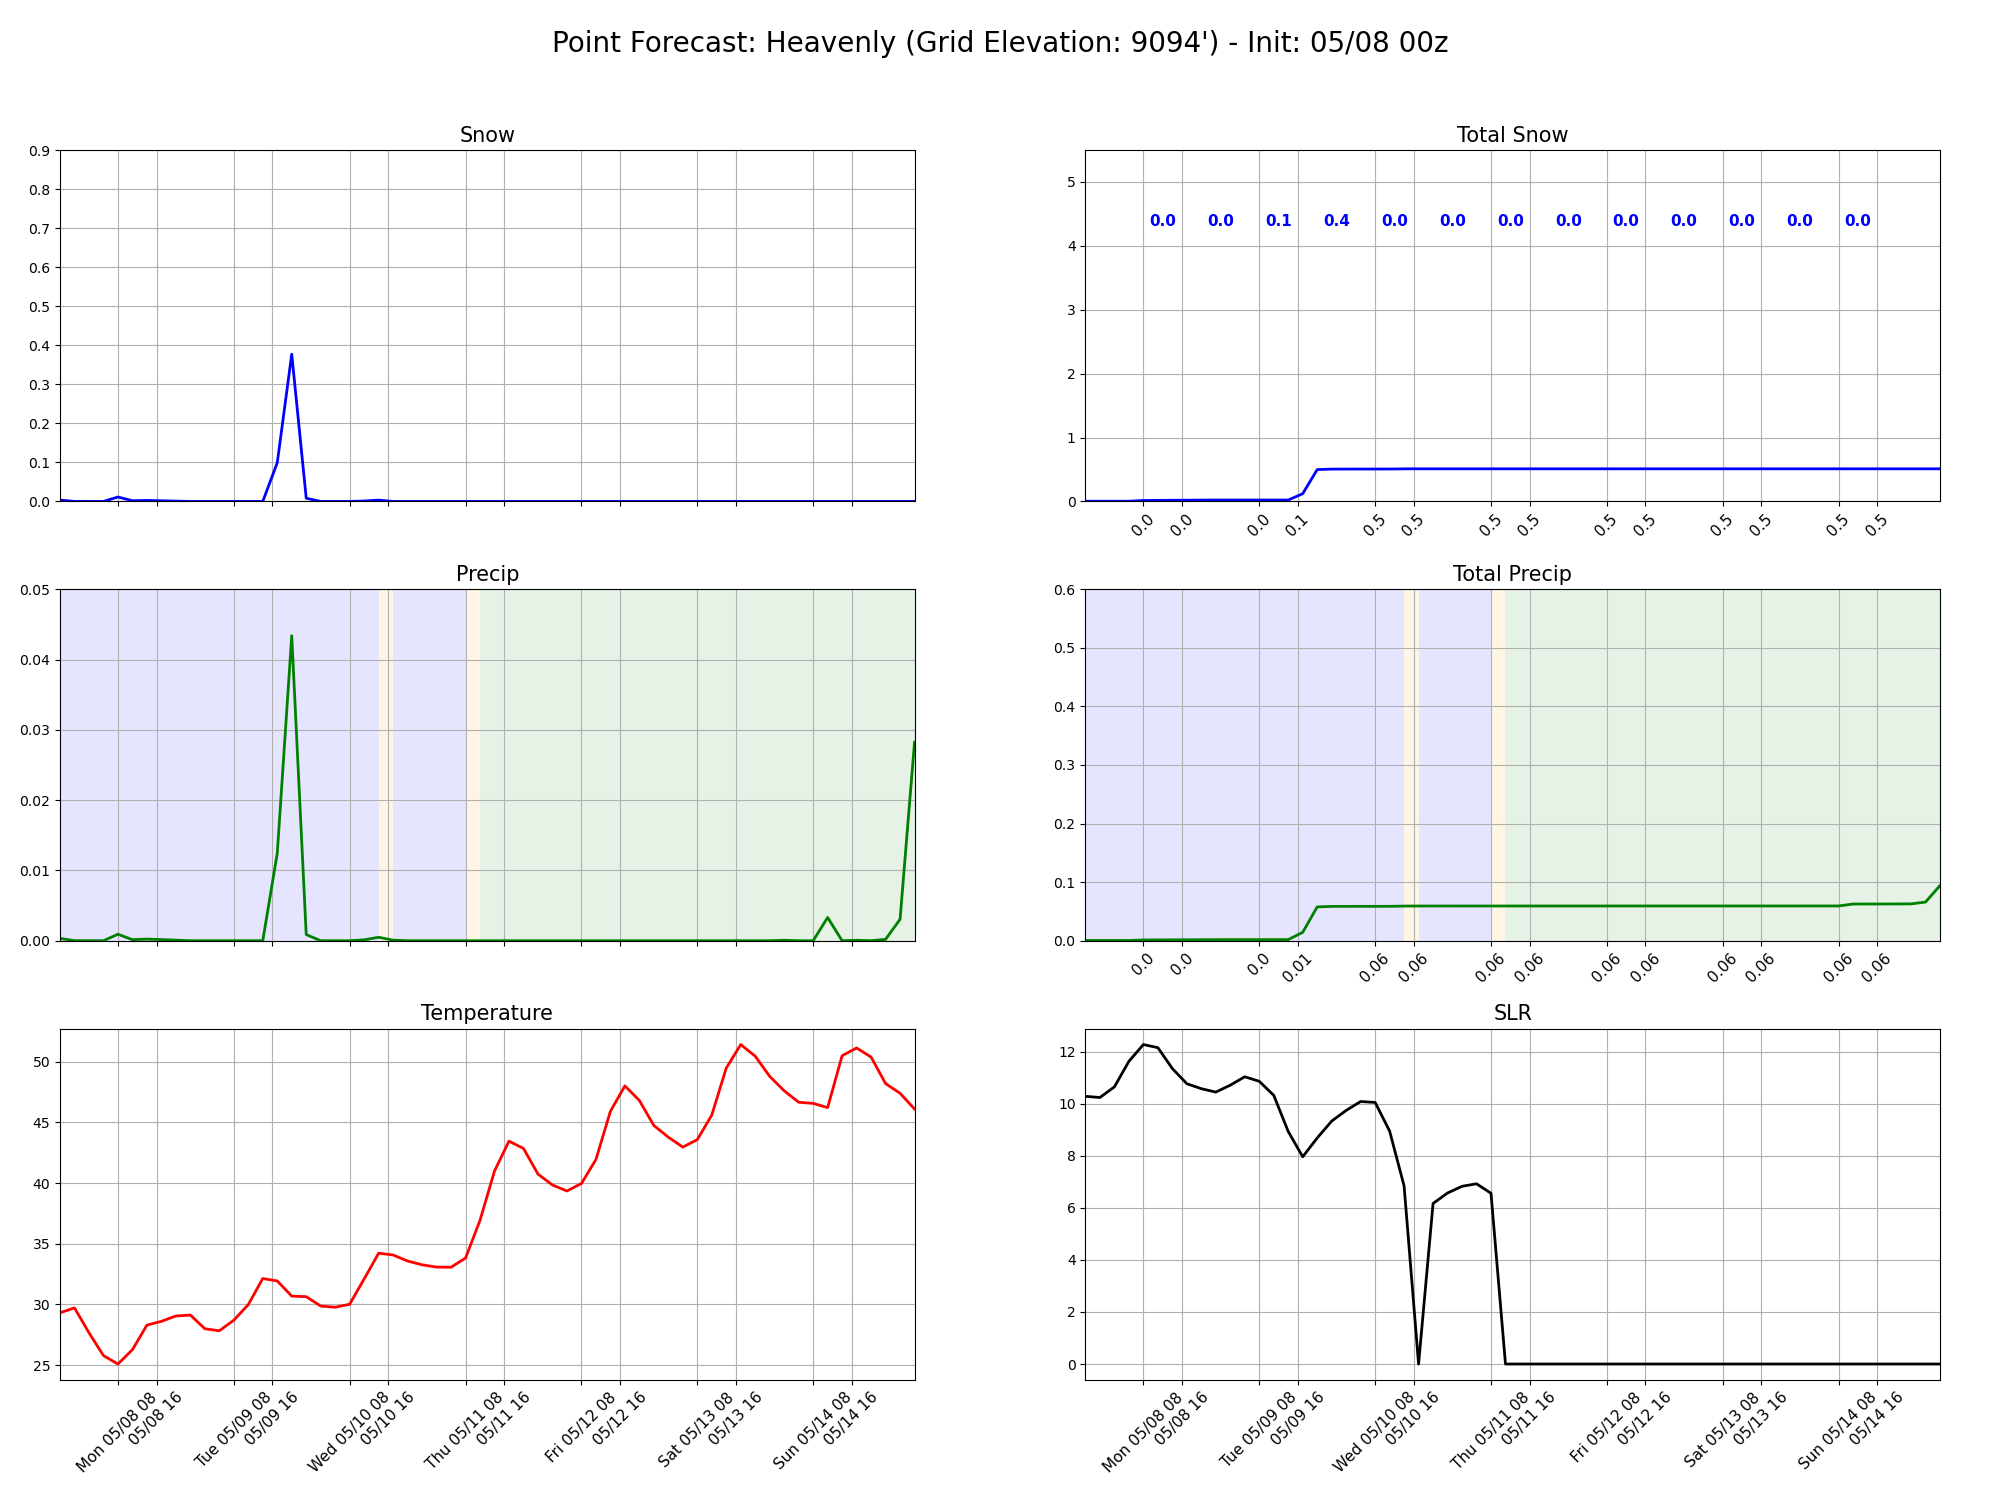 Point Forecast: Heavenly (Grid Elevation: 9094') - Init: 05/08 00z
Snow
0.9
0.8
0.7
0.6
0.5
0.4
0.3
0.2
0.1
0.0
Total Snow
5
4
3
2
1
0
0.0 0.0 0.1 0.4 0.0 0.0 0.0 0.0 0.0 0.0 0.0 0.0 0.0
0.0 0.0 0.0 0.1 0.5 0.5 0.5 0.5 0.5 0.5 0.5 0.5 0.5 0.5
Precip
0.05
0.04
0.03
0.02
0.01
0.00
Total Precip
0.6
0.5
0.4
0.3
0.2
0.1
0.0
0.0 0.0 0.0 0.01 0.06 0.06 0.06 0.06 0.06 0.06 0.06 0.06 0.06 0.06
Temperature
50
45
40
35
30
25
Mon 05/08 08
05/08 16
Tue 05/09 08
05/09 16
Wed 05/10 08
05/10 16
Thu 05/11 08
05/11 16
Fri 05/12 08
05/12 16
Sat 05/13 08
05/13 16
Sun 05/14 08
05/14 16
SLR
12
10
8
6
4
2
0
Mon 05/08 08
05/08 16
Tue 05/09 08
05/09 16
Wed 05/10 08
05/10 16
Thu 05/11 08
05/11 16
Fri 05/12 08
05/12 16
Sat 05/13 08
05/13 16
Sun 05/14 08
05/14 16